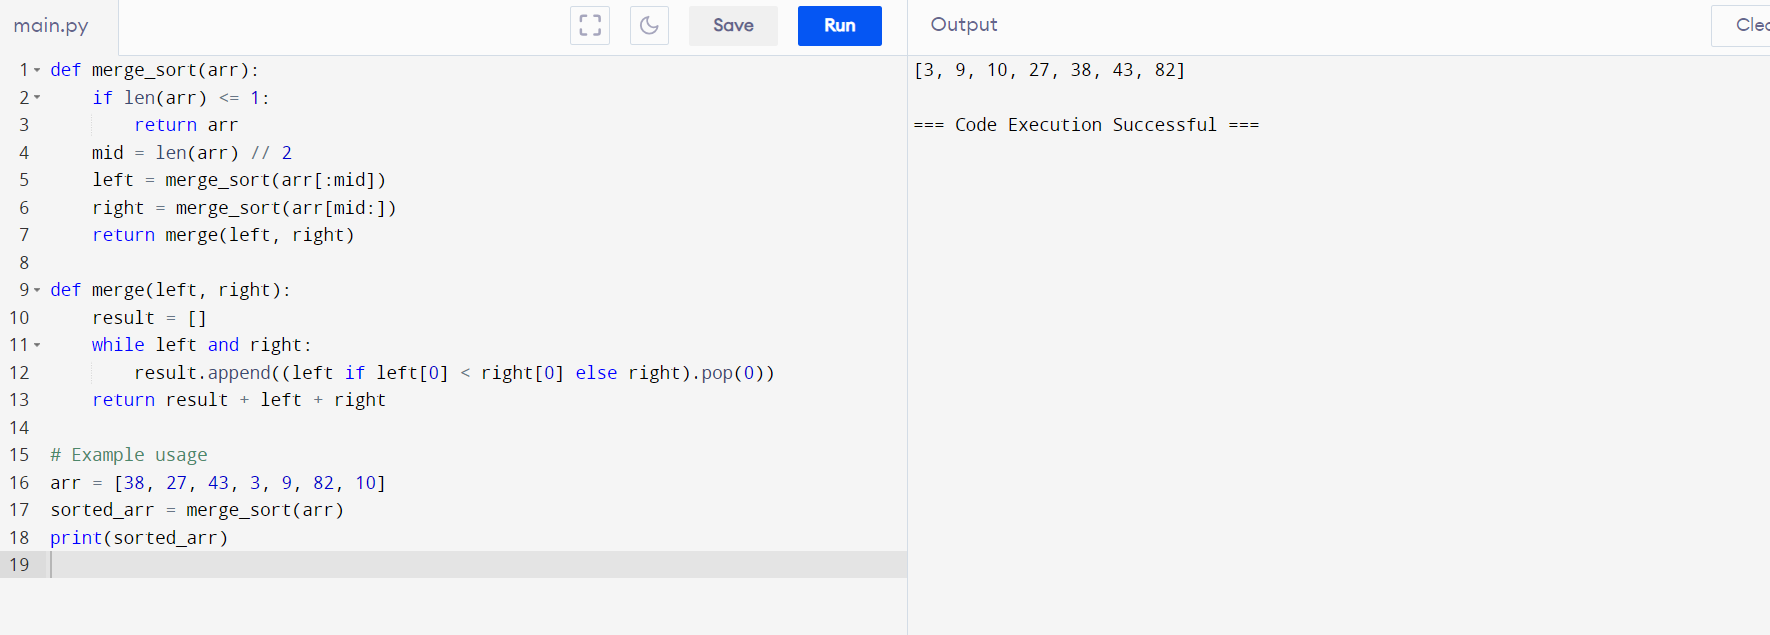 main.py
Save
Run
Output
1 def merge_sort(arr):
2     if len(arr) <= 1:
3         return arr
4     mid = len(arr) // 2
5     left = merge_sort(arr[:mid])
6     right = merge_sort(arr[mid:])
7     return merge(left, right)
8
9 def merge(left, right):
10     result = []
11     while left and right:
12         result.append((left if left[0] < right[0] else right).pop(0))
13     return result + left + right
14
15 # Example usage
16 arr = [38, 27, 43, 3, 9, 82, 10]
17 sorted_arr = merge_sort(arr)
18 print(sorted_arr)
19
[3, 9, 10, 27, 38, 43, 82]
=== Code Execution Successful ===